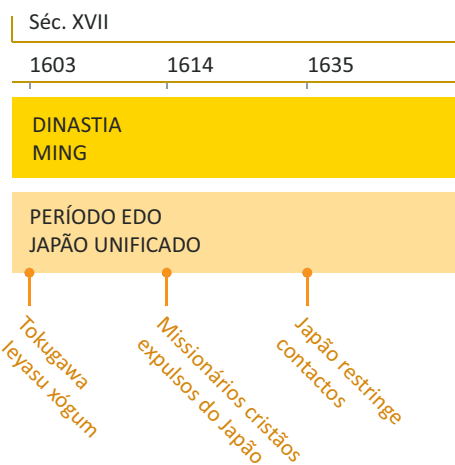 Séc. XVII
1603 1614 1635
DINASTIA
MING
PERÍODO EDO
JAPÃO UNIFICADO
Tokugawa
Ieyasu xógum
Missionários cristãos
expulsos do Japão
Japão restringe
contactos